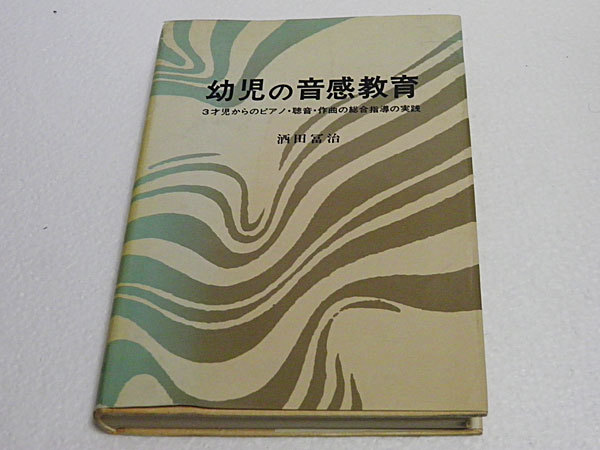 幼児の音感教育
3才児からのピアノ・聴音・作曲の総合指導の実践
酒田冨治